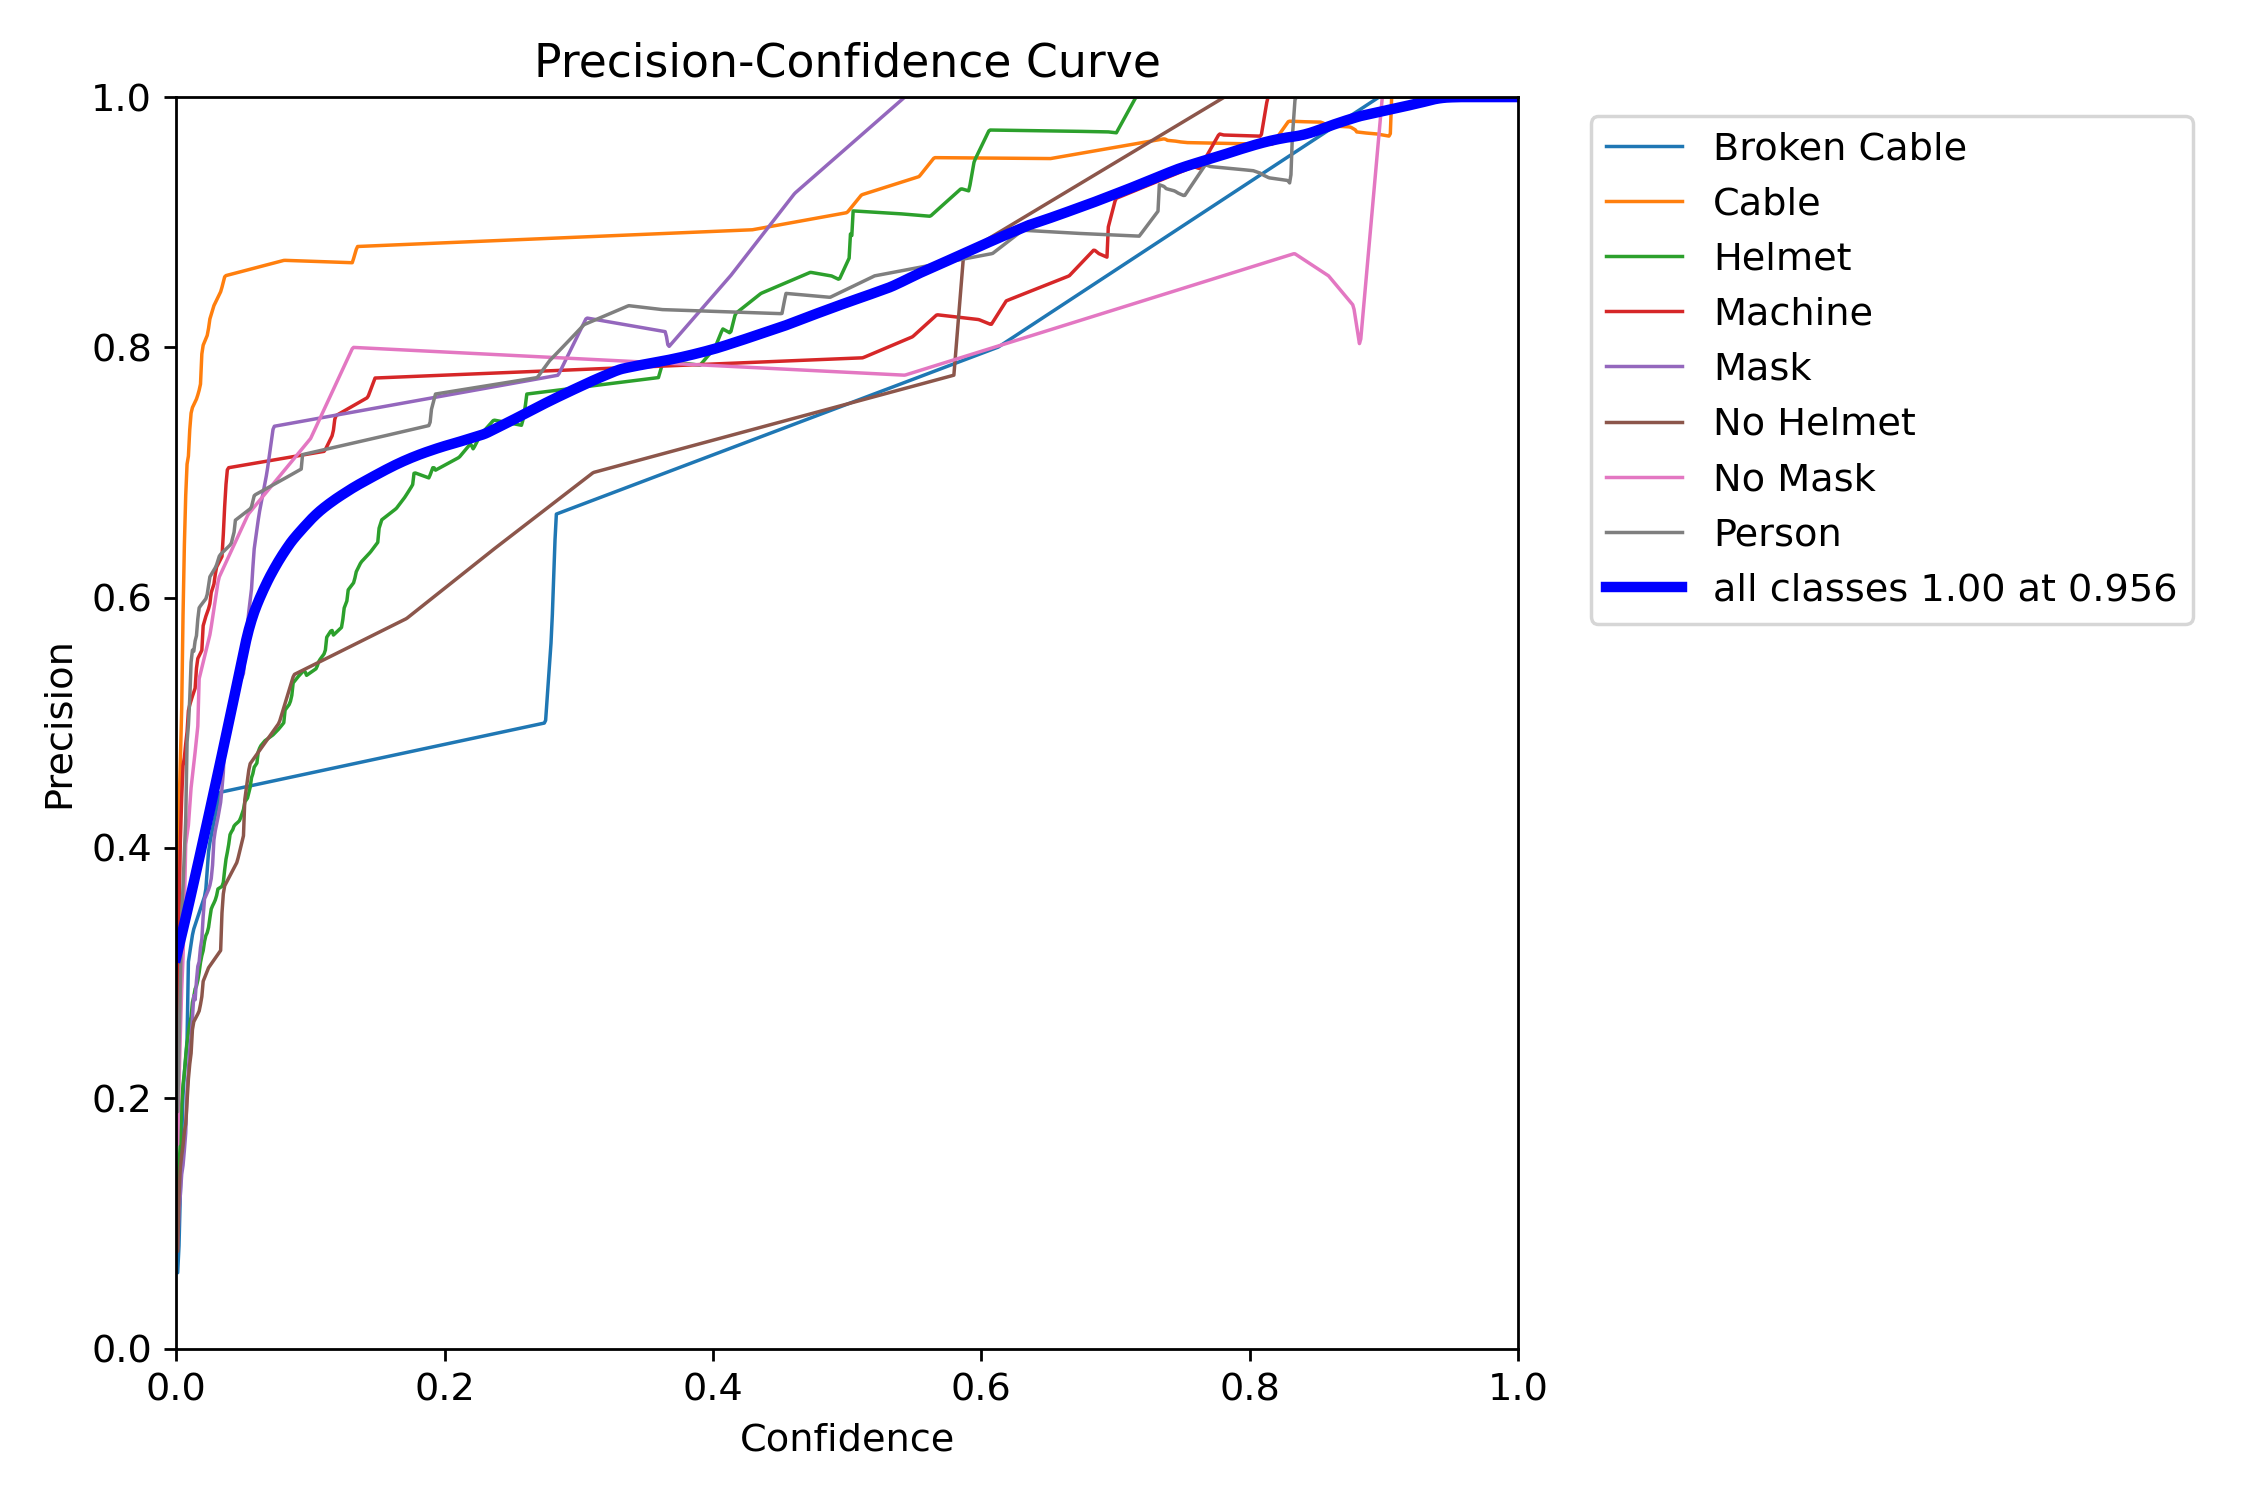 Precision-Confidence Curve
1.0
0.8
0.6
0.4
0.2
0.0
Precision
0.0 0.2 0.4 0.6 0.8 1.0
Confidence
Broken Cable
Cable
Helmet
Machine
Mask
No Helmet
No Mask
Person
all classes 1.00 at 0.956